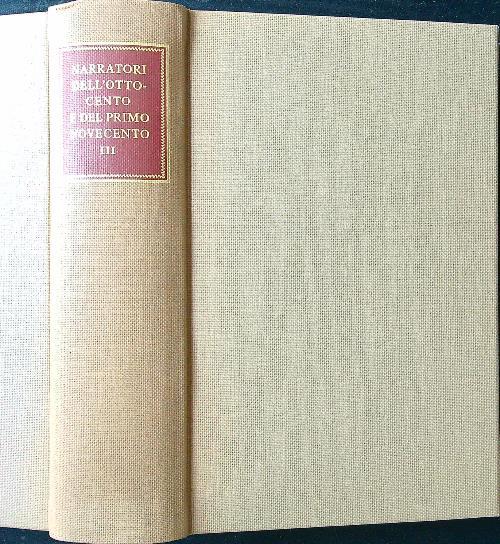 NARRATORI
DELL'OTTO-
CENTO
E DEL PRIMO
NOVECENTO
III